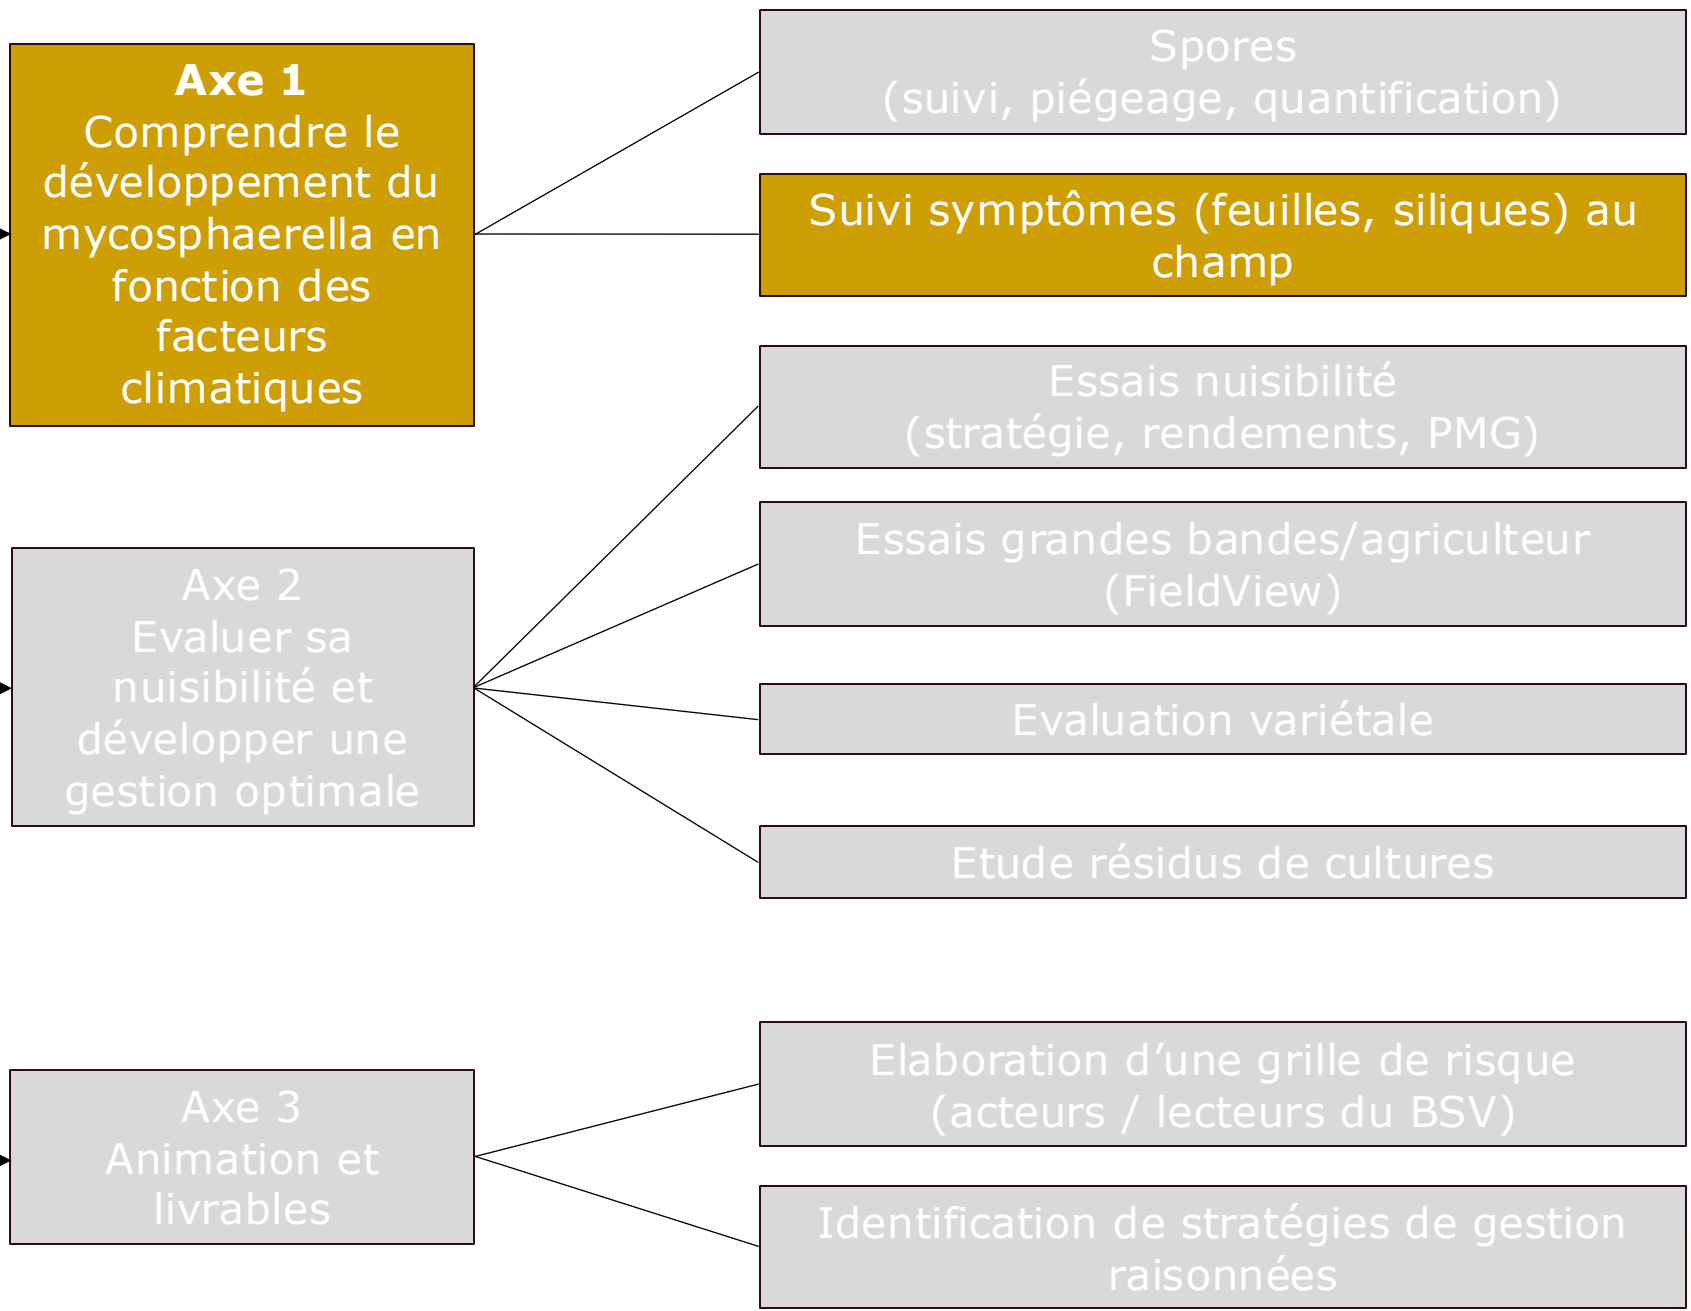 Axe 1
Comprendre le
développement du
mycosphaerella en
fonction des
facteurs
climatiques
Spores
(suivi, piégeage, quantification)
Suivi symptômes (feuilles, siliques) au
champ
Axe 2
Evaluer sa
nuisibilité et
développer une
gestion optimale
Essais nuisibilité
(stratégie, rendements, PMG)
Essais grandes bandes/agriculteur
(FieldView)
Evaluation variétale
Etude résidus de cultures
Axe 3
Animation et
livrables
Elaboration d’une grille de risque
(acteurs / lecteurs du BSV)
Identification de stratégies de gestion
raisonnées